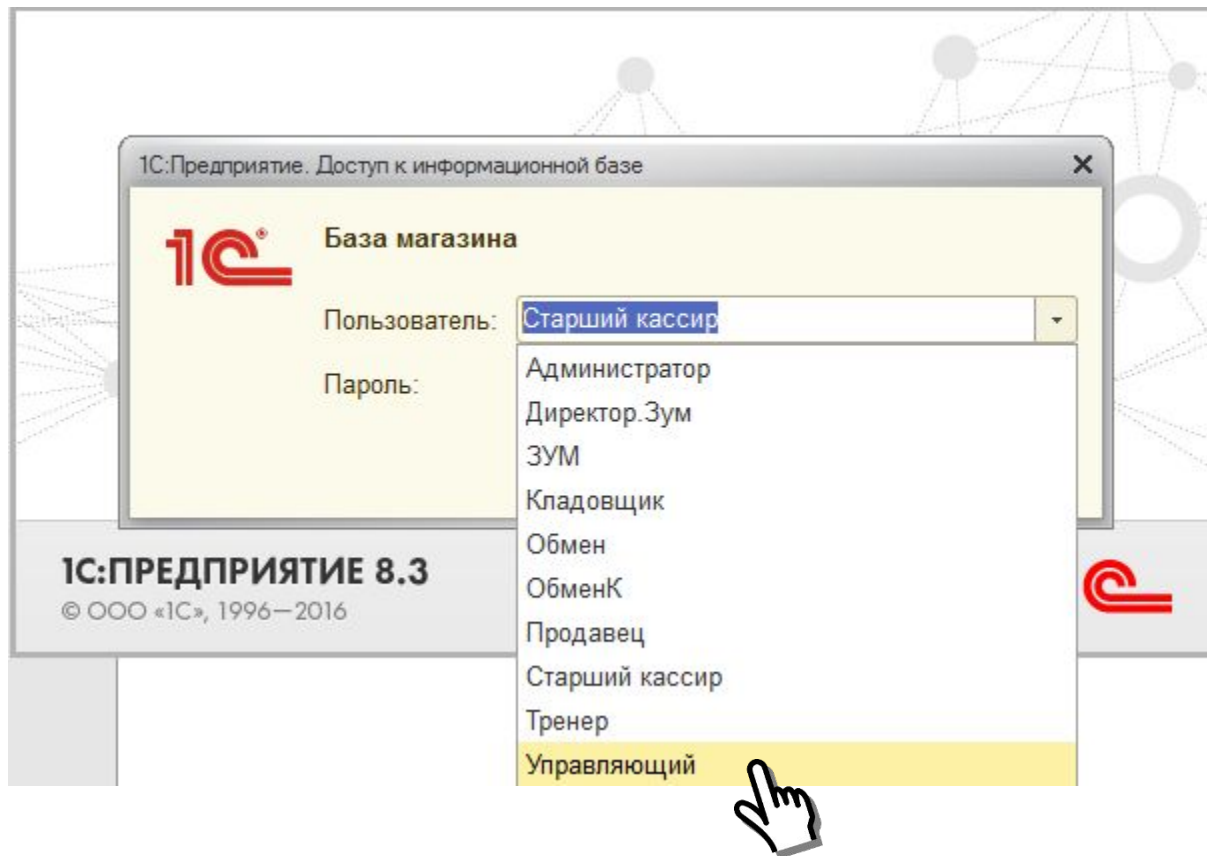 1С:Предприятие. Доступ к информационной базе
1С
База магазина
Пользователь: Старший кассир
Пароль:
Администратор
Директор.Зум
ЗУМ
Кладовщик
Обмен
ОбменК
Продавец
Старший кассир
Тренер
Управляющий
1С:ПРЕДПРИЯТИЕ 8.3
© ООО «1С», 1996—2016